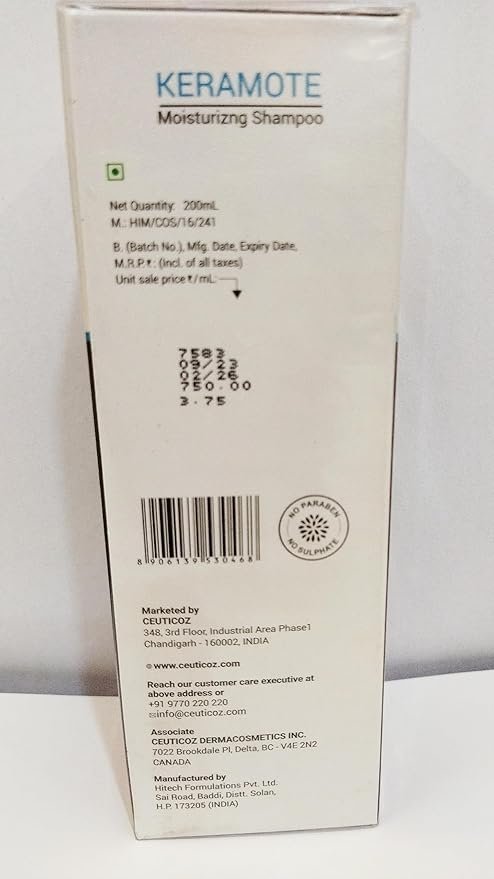 KERAMOTE
Moisturizng Shampoo
Net Quantity: 200mL
M.: HIM/COS/16/241
B. (Batch No.), Mfg. Date, Expiry Date,
M.R.P.₹: (Incl. of all taxes)
Unit sale price ₹/mL:
7583
09/23
02/26
750.00
3.75
NO PARABEN
NO SULPHATE
8 906139 530468
Marketed by
CEUTICOZ
348, 3rd Floor, Industrial Area Phase1
Chandigarh - 160002, INDIA
www.ceuticoz.com
Reach our customer care executive at
above address or
+91 9770 220 220
info@ceuticoz.com
Associate
CEUTICOZ DERMACOSMETICS INC.
7022 Brookdale Pl, Delta, BC - V4E 2N2
CANADA
Manufactured by
Hitech Formulations Pvt. Ltd.
Sai Road, Baddi, Distt. Solan,
H.P. 173205 (INDIA)